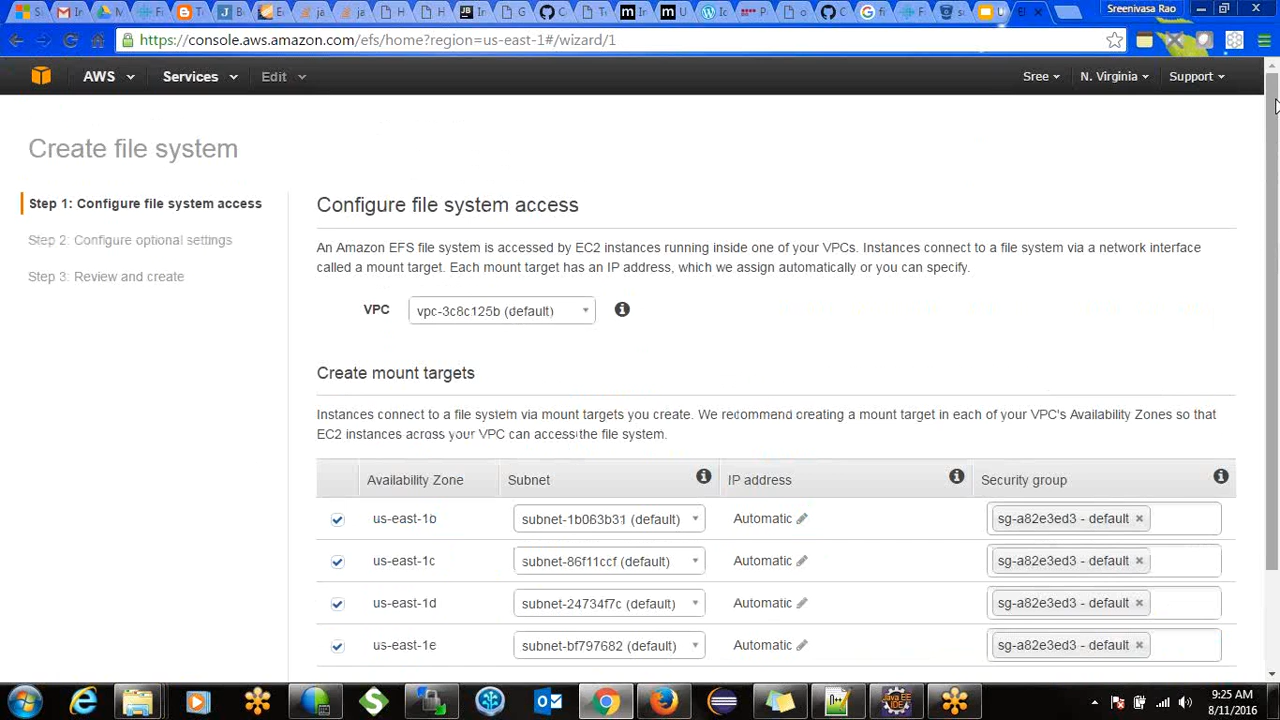 Sreenivasa Rao
https://console.aws.amazon.com/efs/home?region=us-east-1#/wizard/1
AWS Services Edit Sree N. Virginia Support
Create file system
Step 1: Configure file system access
Step 2: Configure optional settings
Step 3: Review and create
Configure file system access
An Amazon EFS file system is accessed by EC2 instances running inside one of your VPCs. Instances connect to a file system via a network interface
called a mount target. Each mount target has an IP address, which we assign automatically or you can specify.
VPC vpc-3c8c125b (default)
Create mount targets
Instances connect to a file system via mount targets you create. We recommend creating a mount target in each of your VPC's Availability Zones so that
EC2 instances across your VPC can access the file system.
Availability Zone Subnet IP address Security group
us-east-1b subnet-1b063b31 (default) Automatic sg-a82e3ed3 - default ×
us-east-1c subnet-86f11ccf (default) Automatic sg-a82e3ed3 - default ×
us-east-1d subnet-24734f7c (default) Automatic sg-a82e3ed3 - default ×
us-east-1e subnet-bf797682 (default) Automatic sg-a82e3ed3 - default ×
9:25 AM
8/11/2016